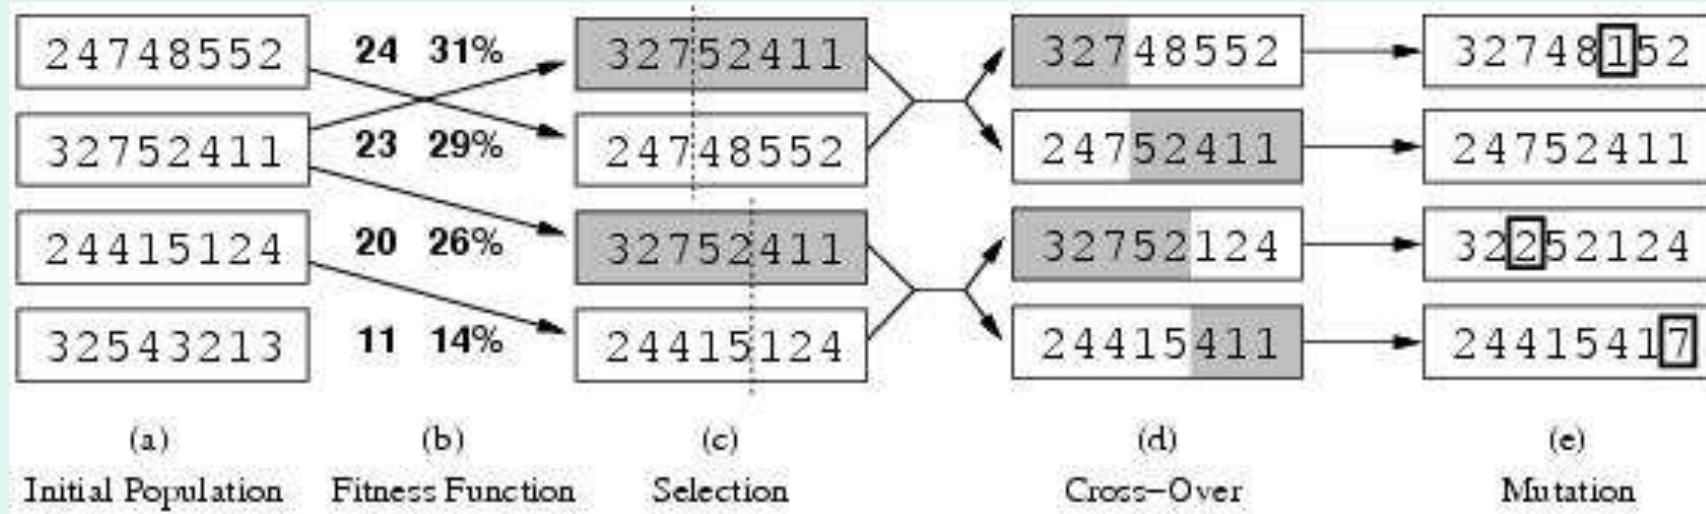 24748552 24 31% 32752411 32748552 32748152
32752411 23 29% 24748552 24752411 24752411
24415124 20 26% 32752411 32752124 32252124
32543213 11 14% 24415124 24415411 24415417
(a) (b) (c) (d) (e)
Initial Population Fitness Function Selection Cross–Over Mutation